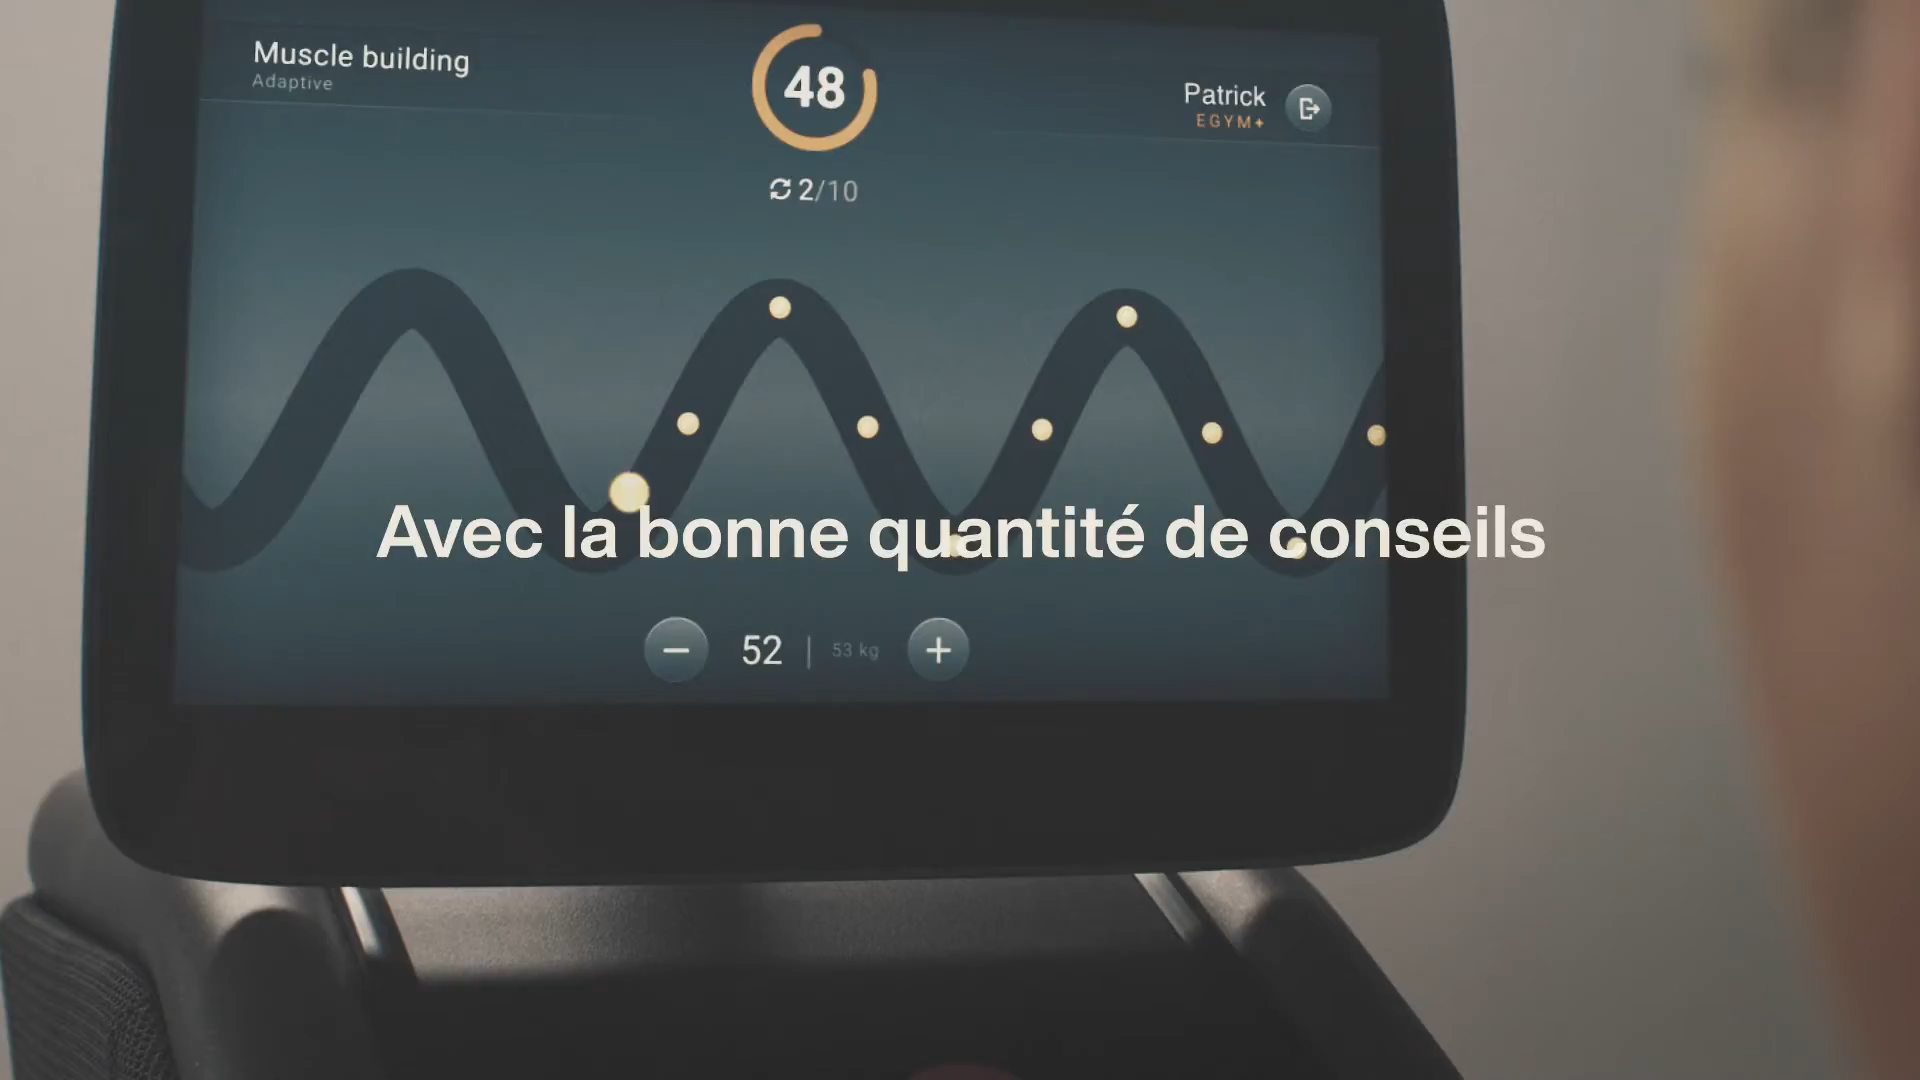 Muscle building
Adaptive
48
2/10
Patrick
EGYM+
Avec la bonne quantité de conseils
52 | 53 kg